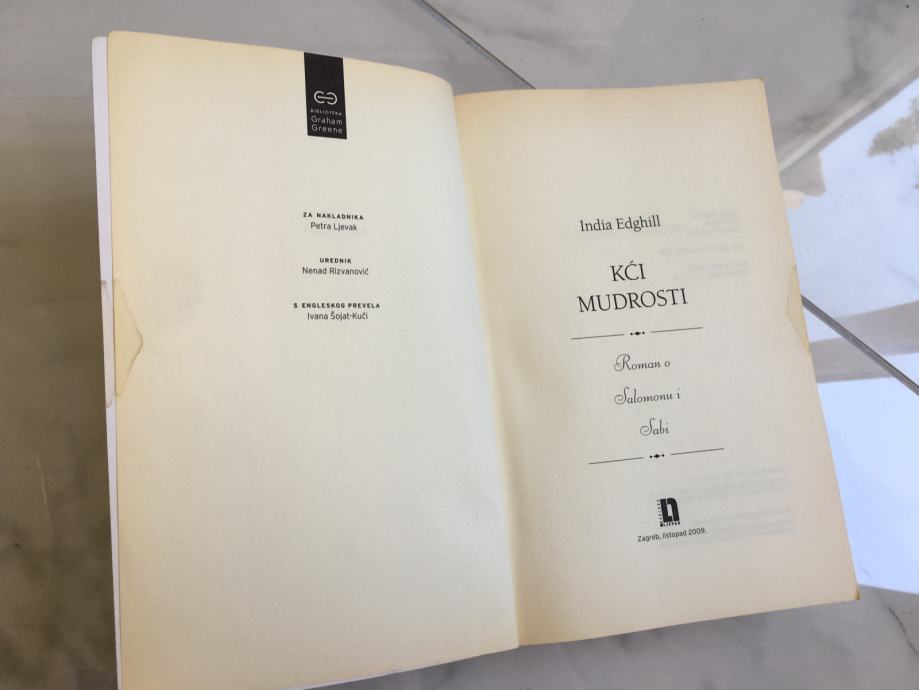 BIBLIOTEKA
Graham
Greene
ZA NAKLADNIKA
Petra Ljevak
UREDNIK
Nenad Rizvanović
S ENGLESKOG PREVELA
Ivana Šojat-Kuči
India Edghill
KĆI
MUDROSTI
Roman o
Salomonu i
Sabi
LJEVAK
Zagreb, listopad 2009.